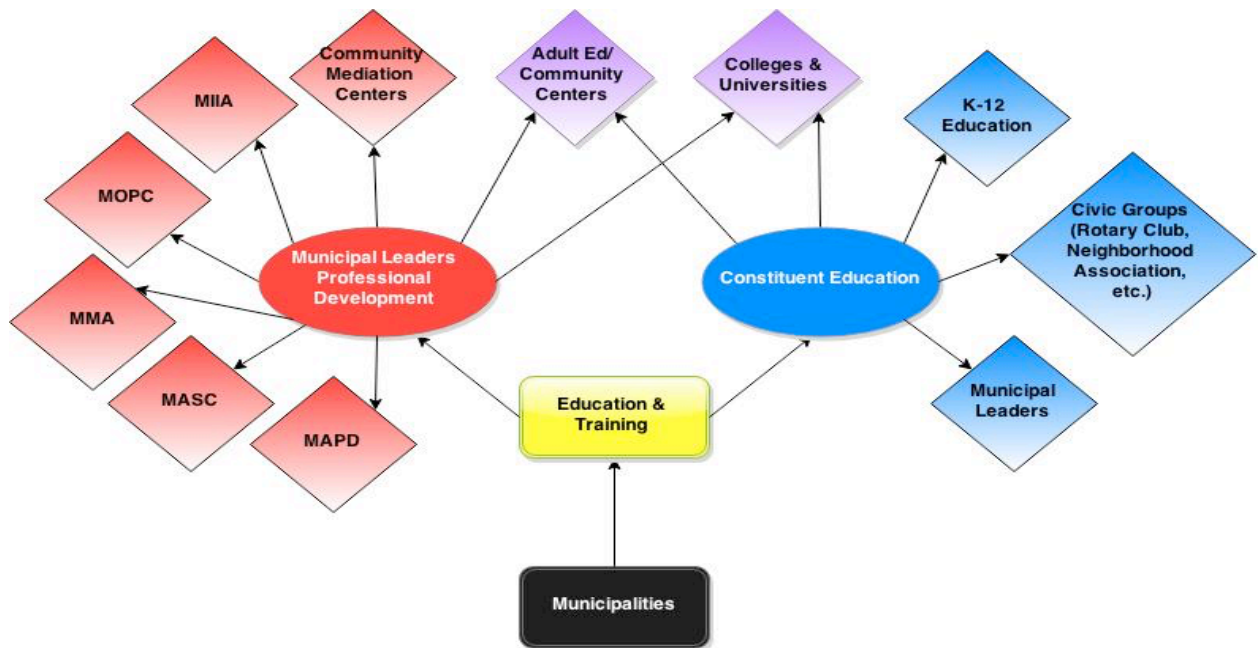 Community
Mediation
Centers
Adult Ed/
Community
Centers
Colleges &
Universities
MIIA
K-12
Education
MOPC
Civic Groups
(Rotary Club,
Neighborhood
Association,
etc.)
Municipal Leaders
Professional
Development
Constituent Education
MMA
MASC
MAPD
Education &
Training
Municipal
Leaders
Municipalities